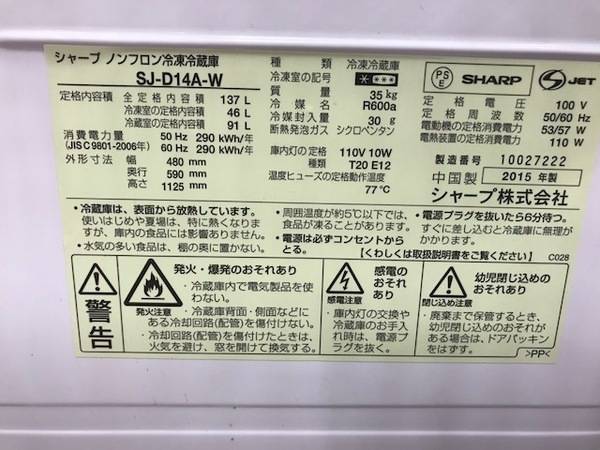 シャープ ノンフロン冷凍冷蔵庫
SJ-D14A-W
定格内容積 全定格内容積 137 L
冷凍室の定格内容積 46 L
冷蔵室の定格内容積 91 L
消費電力量 50 Hz 290 kWh/年
(JIS C 9801-2006年) 60 Hz 290 kWh/年
外形寸法 幅 480 mm
奥行 590 mm
高さ 1125 mm
種類 冷凍冷蔵庫
冷凍室の記号
質量 35 kg
冷媒名 R600a
冷媒封入量 30 g
断熱発泡ガス シクロペンタン
庫内灯の定格 110V 10W
種類 T20 E12
温度ヒューズの定格動作温度
77℃
PS
E
SHARP
S JET
定格電圧 100 V
定格周波数 50/60 Hz
電動機の定格消費電力 53/57 W
電熱装置の定格消費電力 110 W
製造番号 10027222
中国製 2015 年製
シャープ株式会社
• 冷蔵庫は、表面から放熱しています。
使いはじめや夏場は、特に熱くなりま
すが、庫内の食品には影響ありません。
• 水気の多い食品は、棚の奥に置かない。
• 周囲温度が約5℃以下では、
食品が凍ることがあります。
• 電源は必ずコンセントから
とる。
• 電源プラグを抜いたら6分待つ。
すぐに差し込むと冷蔵庫に無理が
かかります。
【くわしくは取扱説明書をご覧ください】
C028
警告
発火・爆発のおそれあり
発火注意
• 冷蔵庫内で電気製品を使
わない。
• 冷蔵庫背面・側面などに
ある冷却回路(配管)を傷付けない。
• 冷却回路(配管)を傷付けたときは、
火気を避け、窓を開けて換気する。
感電の
おそれあり
感電注意
• 庫内灯の交換や
冷蔵庫のお手入
れ時は、電源プ
ラグを抜く。
幼児閉じ込めの
おそれあり
閉じ込め注意
• 廃棄まで保管するとき、
幼児閉じ込めのおそれが
ある場合は、ドアパッキン
をはずす。
>PP<